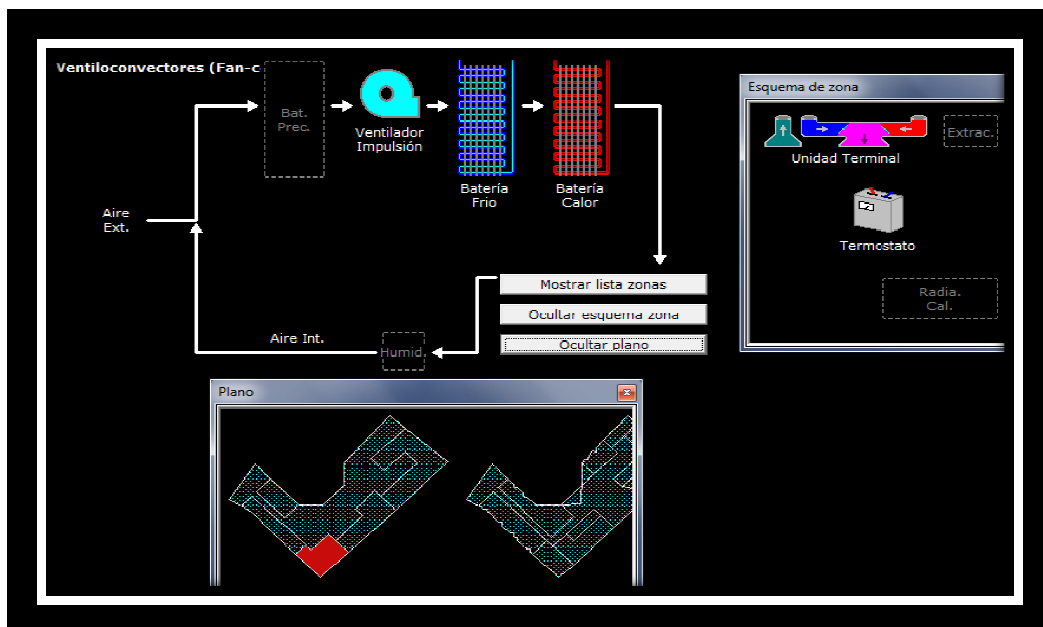 Ventiloconvectores (Fan-c
Bat.
Prec.
Ventilador
Impulsión
Batería
Frio
Batería
Calor
Aire
Ext.
Mostrar lista zonas
Ocultar esquema zona
Ocultar plano
Aire Int.
Humid.
Esquema de zona
Extrac.
Unidad Terminal
Termostato
Radia.
Cal.
Plano